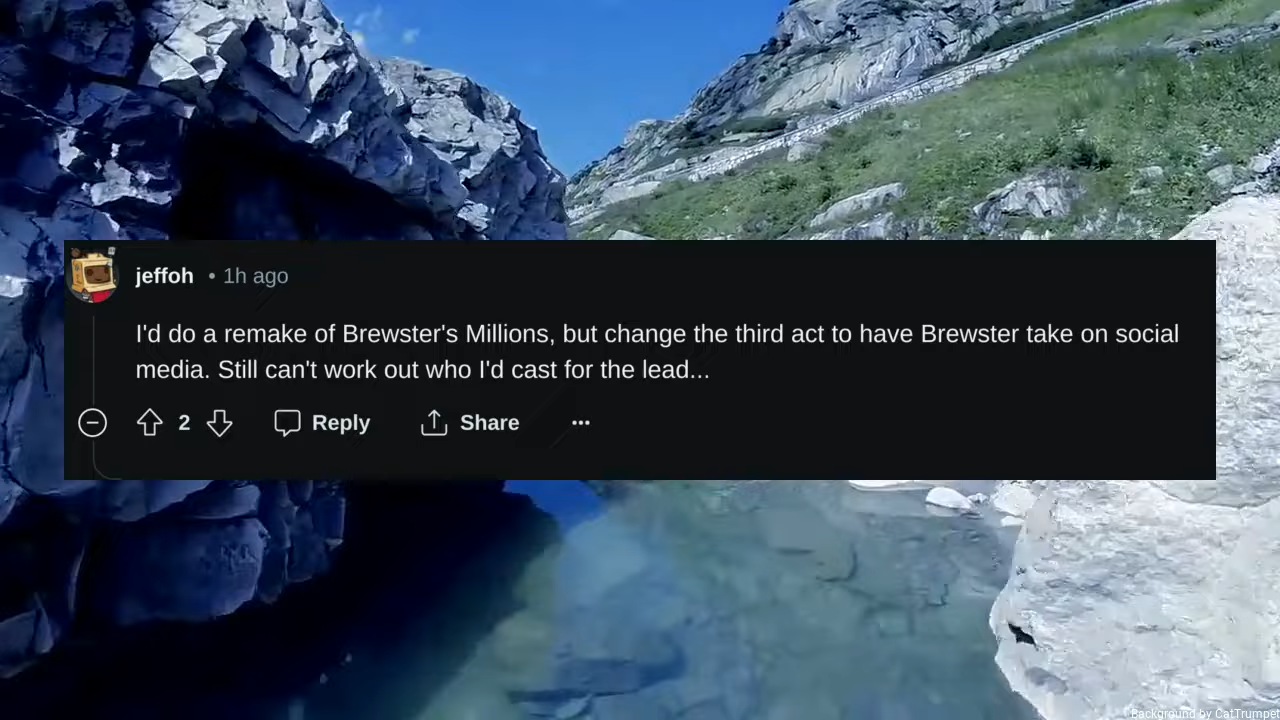 jeffoh • 1h ago
I'd do a remake of Brewster's Millions, but change the third act to have Brewster take on social
media. Still can't work out who I'd cast for the lead...
2 Reply Share ...
Background by CatTrumpet